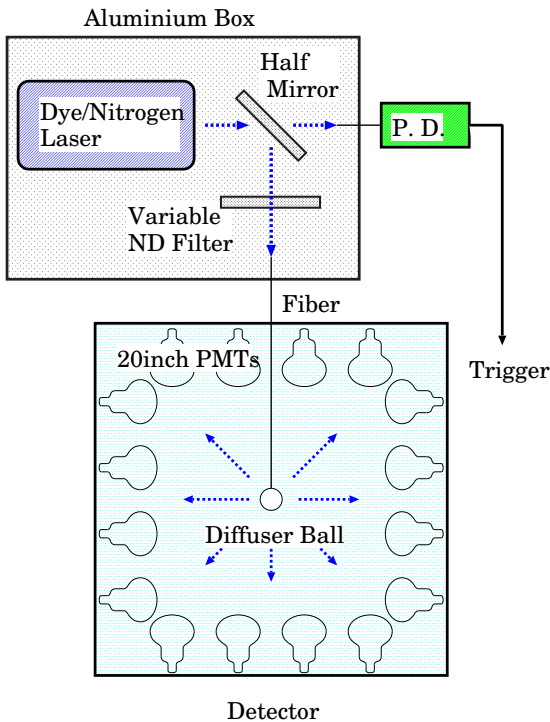 Aluminium Box
Half
Mirror
Dye/Nitrogen
Laser
P. D.
Variable
ND Filter
Fiber
20inch PMTs
Trigger
Diffuser Ball
Detector